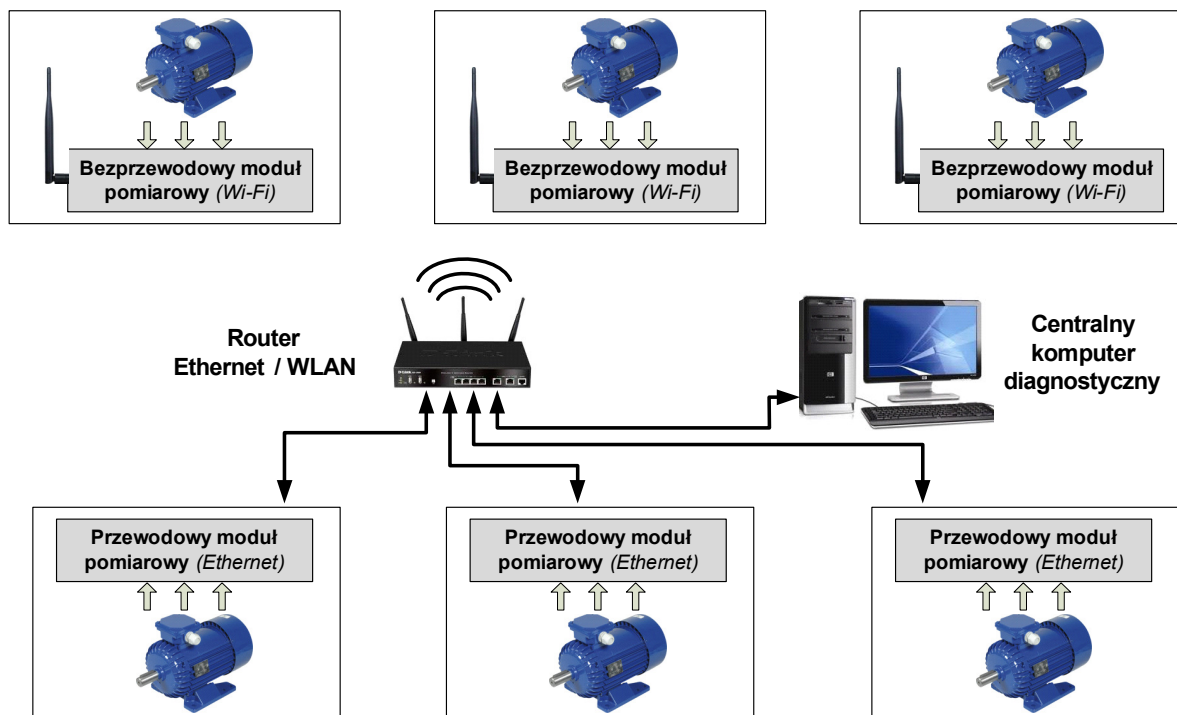 Bezprzewodowy moduł
pomiarowy (Wi-Fi)
Bezprzewodowy moduł
pomiarowy (Wi-Fi)
Bezprzewodowy moduł
pomiarowy (Wi-Fi)
Router
Ethernet / WLAN
Centralny
komputer
diagnostyczny
Przewodowy moduł
pomiarowy (Ethernet)
Przewodowy moduł
pomiarowy (Ethernet)
Przewodowy moduł
pomiarowy (Ethernet)